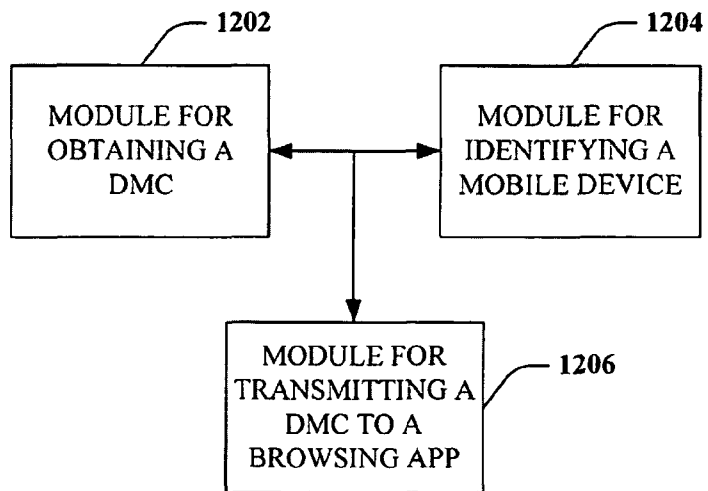 1202
MODULE FOR
OBTAINING A
DMC
1204
MODULE FOR
IDENTIFYING A
MOBILE DEVICE
MODULE FOR
TRANSMITTING A
DMC TO A
BROWSING APP
1206